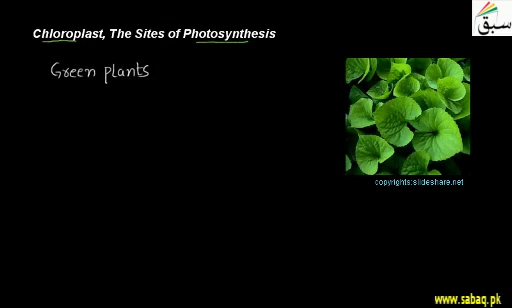 Chloroplast, The Sites of Photosynthesis
سبق
Green plants
copyrights:slideshare.net
www.sabaq.pk